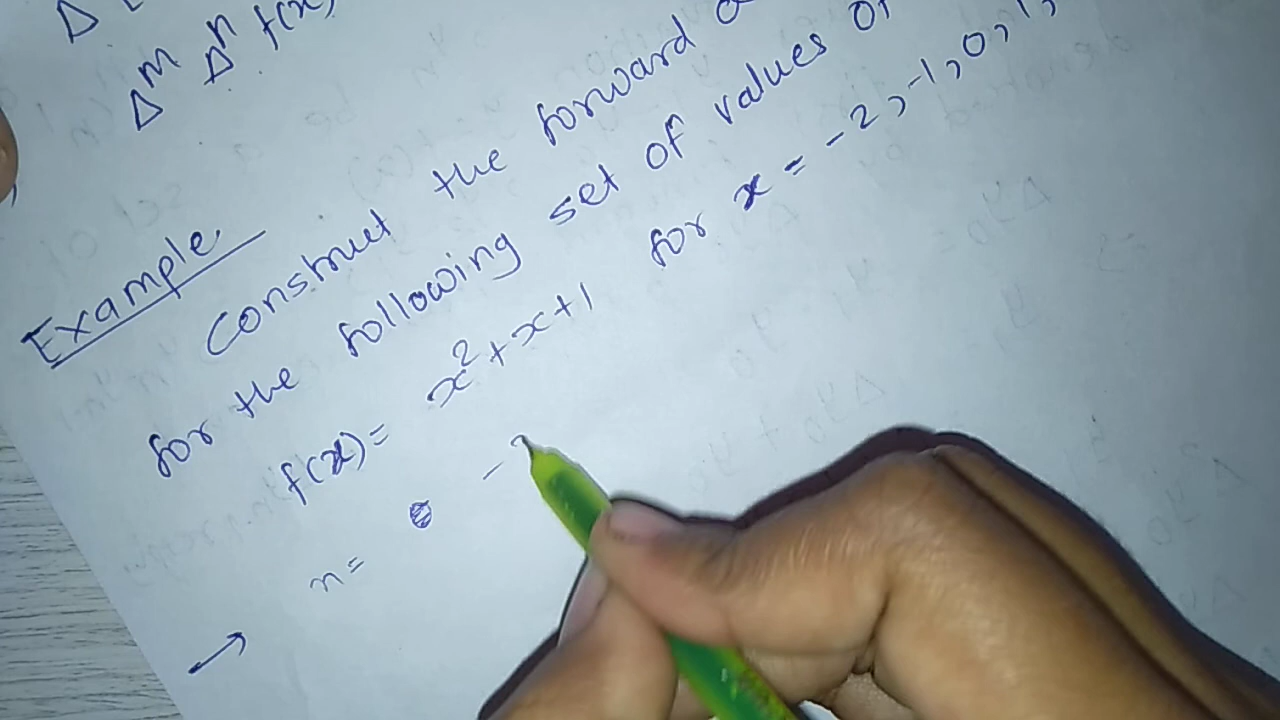 Δ
Δ^m Δ^n f(x)
Example
Construct the forward
for the following set of values of
f(x) = x² + x + 1 for x = -2, -1, 0, 1,
→ x = -